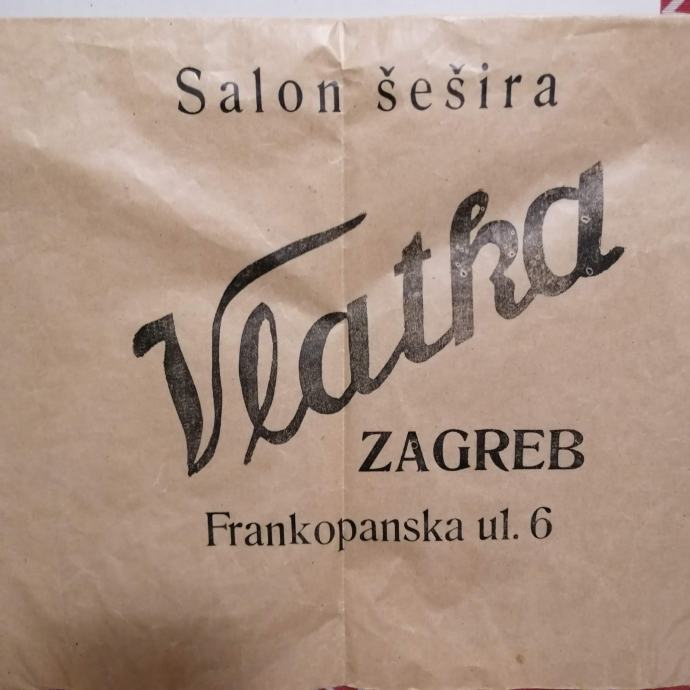 Salon šešira
Vlatka
ZAGREB
Frankopanska ul. 6